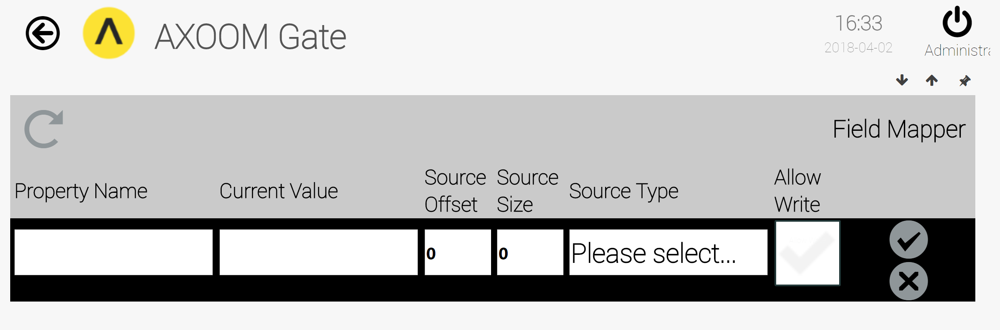 AXOOM Gate
16:33
2018-04-02
Administra
Field Mapper
Property Name
Current Value
Source
Offset
Source
Size
Source Type
Allow
Write
0
0
Please select...